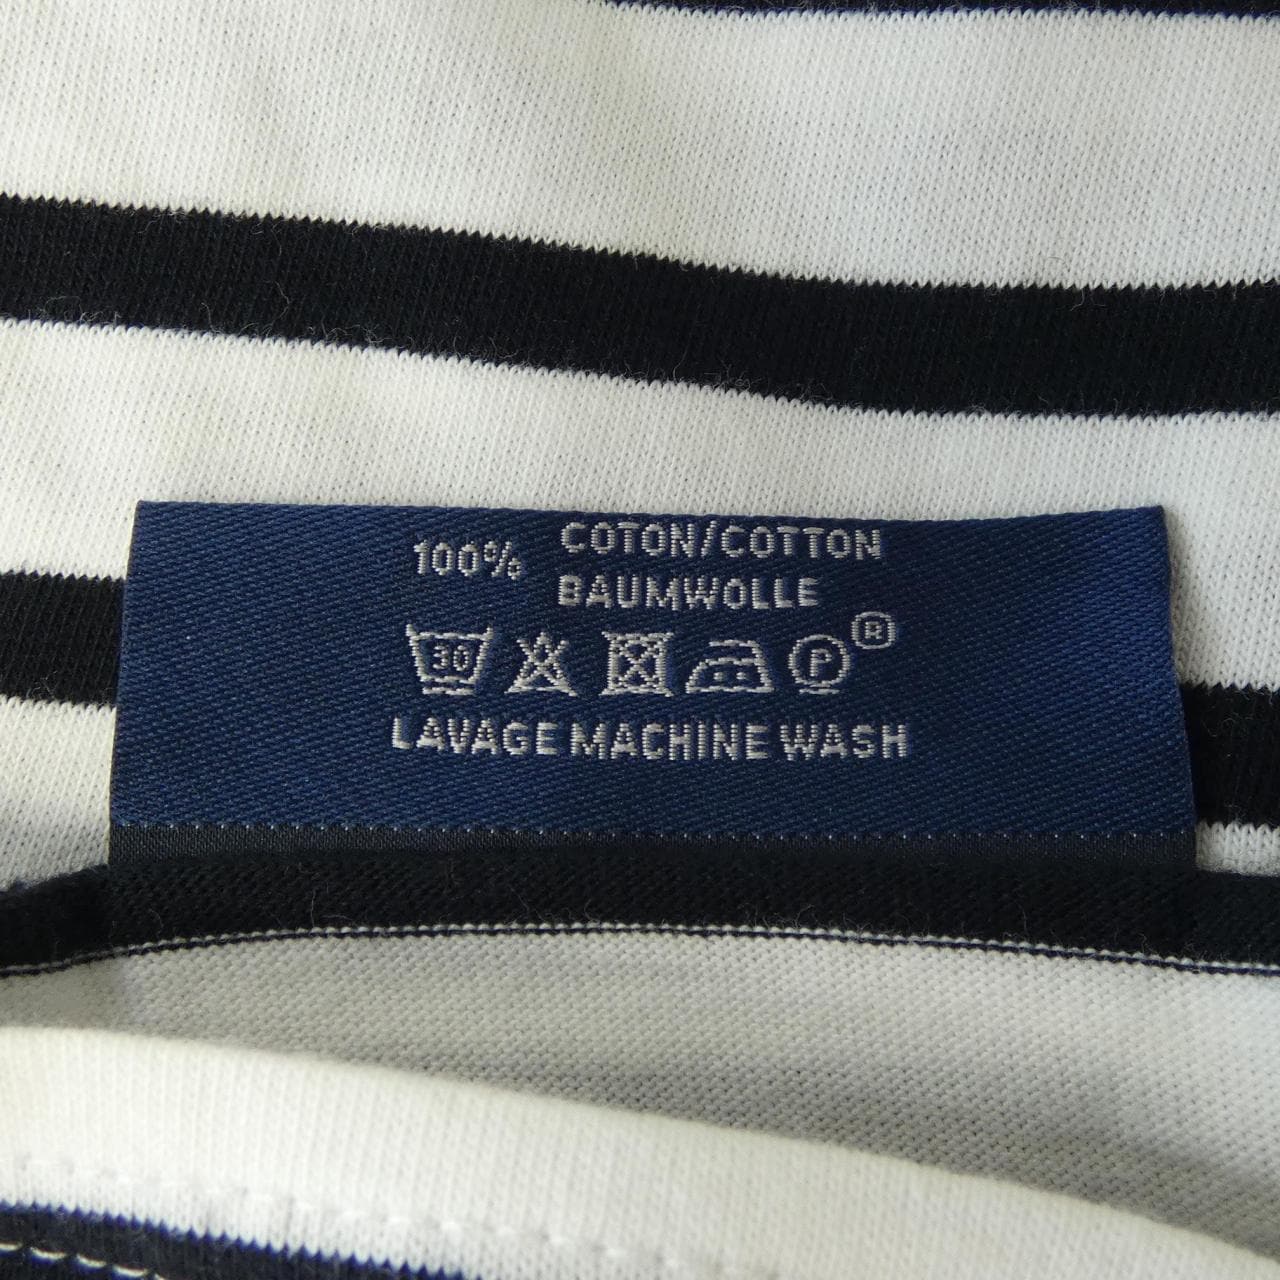 100% COTON/COTTON
BAUMWOLLE
30 P ®
LAVAGE MACHINE WASH